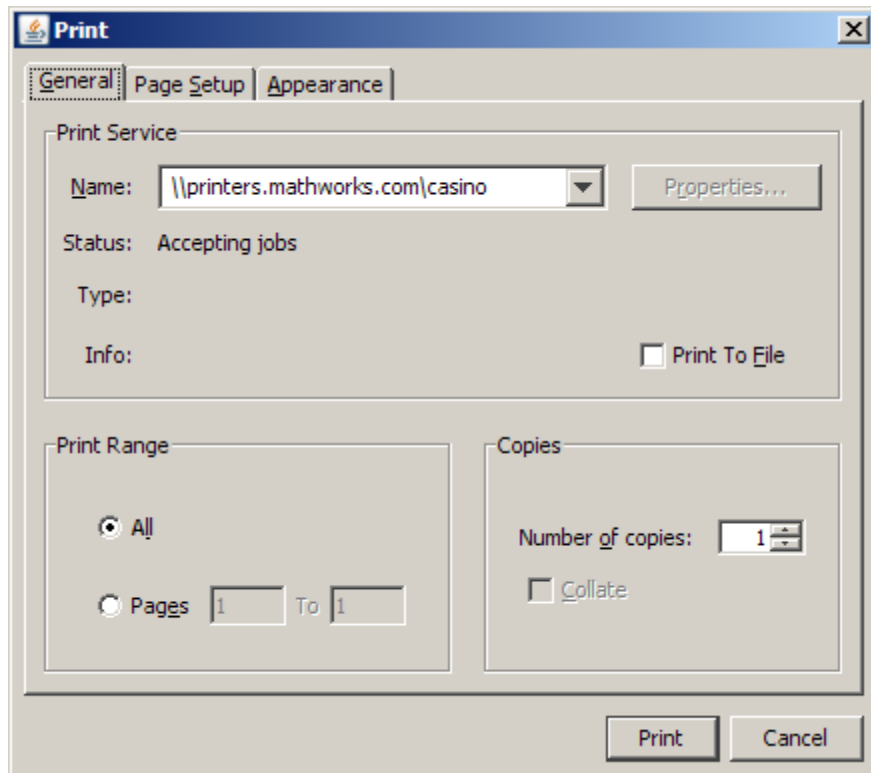 Print
General Page Setup Appearance
Print Service
Name: \\printers.mathworks.com\casino Properties...
Status: Accepting jobs
Type:
Info: Print To File
Print Range
All
Pages 1 To 1
Copies
Number of copies: 1
Collate
Print Cancel